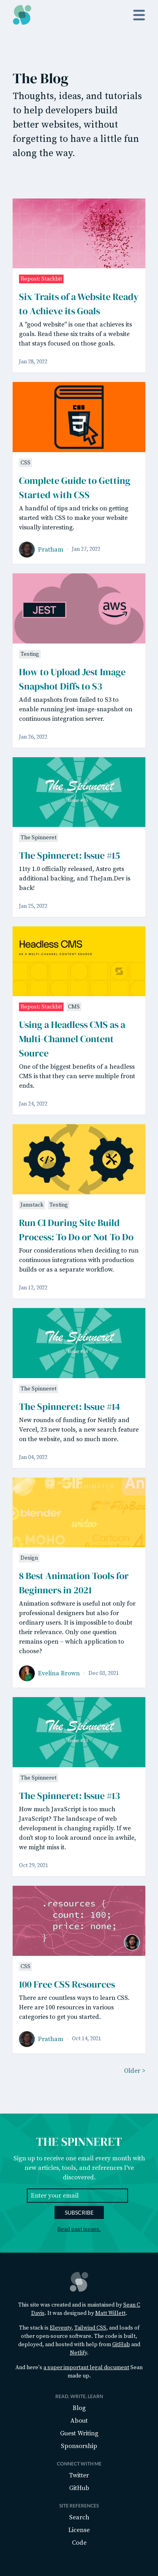 The Blog
Thoughts, ideas, and tutorials
to help developers build
better websites, without
forgetting to have a little fun
along the way.
Repost: Stackbit
Six Traits of a Website Ready
to Achieve its Goals
A "good website" is one that achieves its
goals. Read these six traits of a website
that stays focused on those goals.
Jan 28, 2022
CSS
CSS
Complete Guide to Getting
Started with CSS
A handful of tips and tricks on getting
started with CSS to make your website
visually interesting.
Pratham
Jan 27, 2022
JEST
aws
Testing
How to Upload Jest Image
Snapshot Diffs to S3
Add snapshots from failed to S3 to
enable running jest-image-snapshot on
your continuous integration server.
Jan 26, 2022
The Spinneret
The Spinneret
The Spinneret: Issue #15
11ty 1.0 officially released, Astro gets
additional backing, and TheJam.Dev is
back!
Jan 25, 2022
Headless CMS
AS A MULTI-CHANNEL CONTENT SOURCE
Repost: Stackbit CMS
Using a Headless CMS as a
Multi-Channel Content
Source
One of the biggest benefits of a headless
CMS is that they can serve multiple front
ends.
Jan 24, 2022
Jamstack Testing
Run CI During Site Build
Process: To Do or Not To Do
Four considerations when deciding to run
continuous integrations with production
builds or as a separate workflow.
Jan 12, 2022
The Spinneret
The Spinneret
The Spinneret: Issue #14
New rounds of funding for Netlify and
Vercel, 23 new tools, a new search feature
on the website, and so much more.
Jan 04, 2022
GIF
blender
video
MOHO
Design
8 Best Animation Tools for
Beginners in 2021
Animation software is useful not only for
professional designers but also for
ordinary users. It is impossible to doubt
their relevance. Only one question
remains open – which application to
choose?
Evelina Brown
Dec 03, 2021
The Spinneret
The Spinneret
The Spinneret: Issue #13
How much JavaScript is too much
JavaScript? The landscape of web
development is changing rapidly. If we
don't stop to look around once in awhile,
we might miss it.
Oct 29, 2021
.resources {
count: 100;
price: none;
}
CSS
100 Free CSS Resources
There are countless ways to learn CSS.
Here are 100 resources in various
categories to get you started.
Pratham
Oct 14, 2021
Older >
THE SPINNERET
Sign up to receive one email every month with
new articles, tools, and references I've
discovered.
Enter your email
SUBSCRIBE
Read past issues.
This site was created and is maintained by Sean C
Davis. It was designed by Matt Willett.
The stack is Eleventy, Tailwind CSS, and loads of
other open source software. The code is built,
deployed, and hosted with help from GitHub and
Netlify.
And here's a super important legal document Sean
made up.
READ, WRITE, LEARN
Blog
About
Guest Writing
Sponsorship
CONNECT WITH ME
Twitter
GitHub
SITE REFERENCES
Search
License
Code